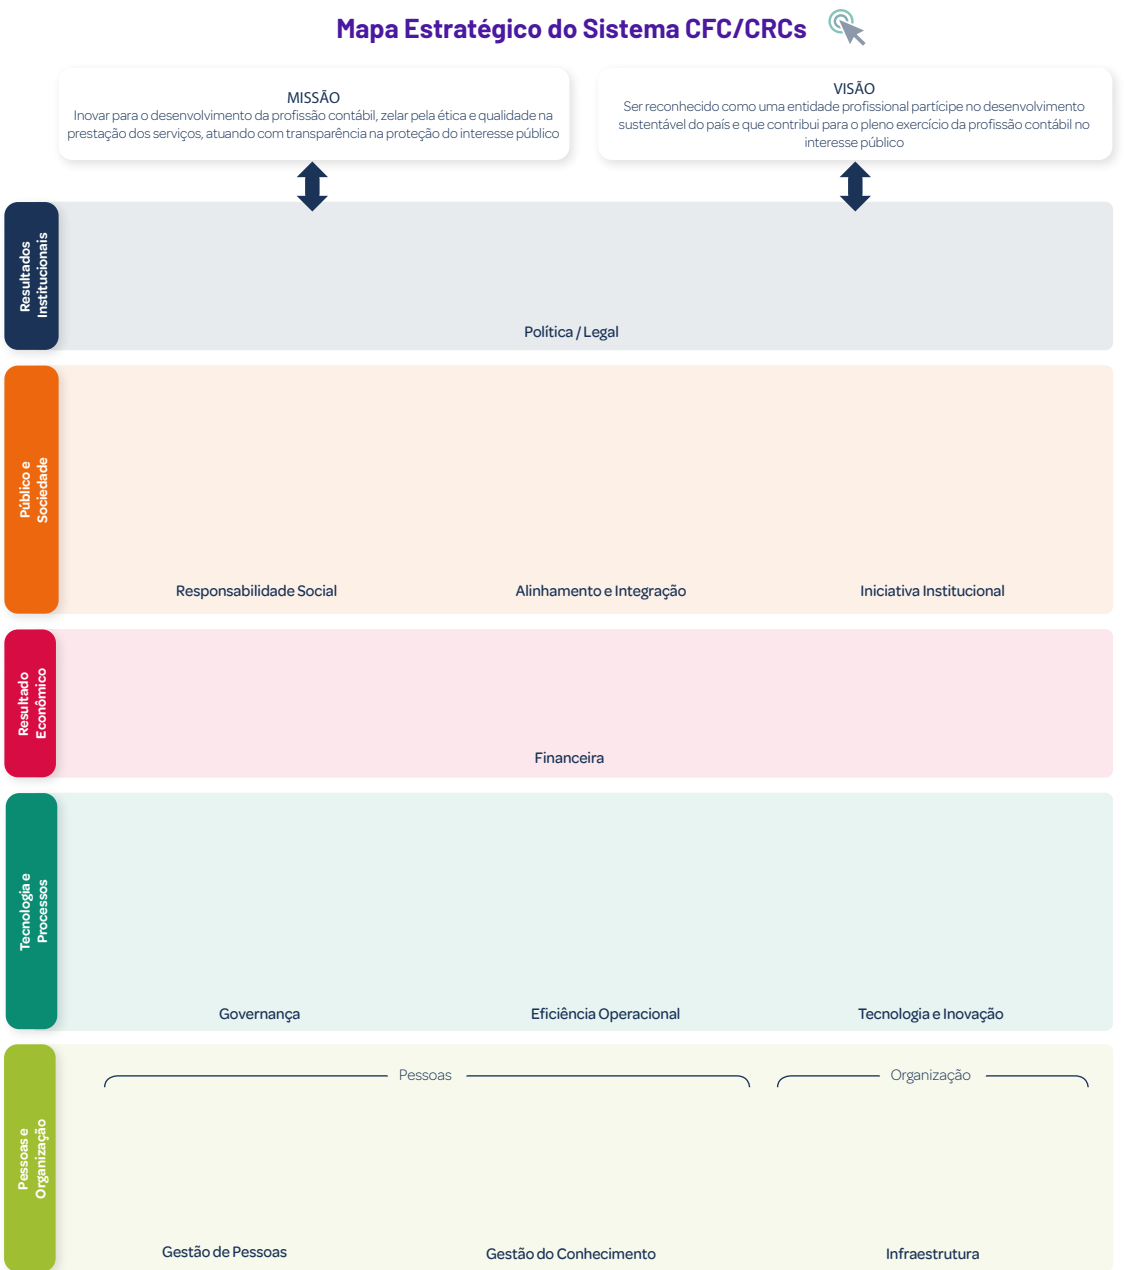 Mapa Estratégico do Sistema CFC/CRCs
MISSÃO
Inovar para o desenvolvimento da profissão contábil, zelar pela ética e qualidade na
prestação dos serviços, atuando com transparência na proteção do interesse público
VISÃO
Ser reconhecido como uma entidade profissional partícipe no desenvolvimento
sustentável do país e que contribui para o pleno exercício da profissão contábil no
interesse público
Resultados
Institucionais
Política / Legal
Público e
Sociedade
Responsabilidade Social
Alinhamento e Integração
Iniciativa Institucional
Resultado
Econômico
Financeira
Tecnologia e
Processos
Governança
Eficiência Operacional
Tecnologia e Inovação
Pessoas e
Organização
Pessoas
Organização
Gestão de Pessoas
Gestão do Conhecimento
Infraestrutura